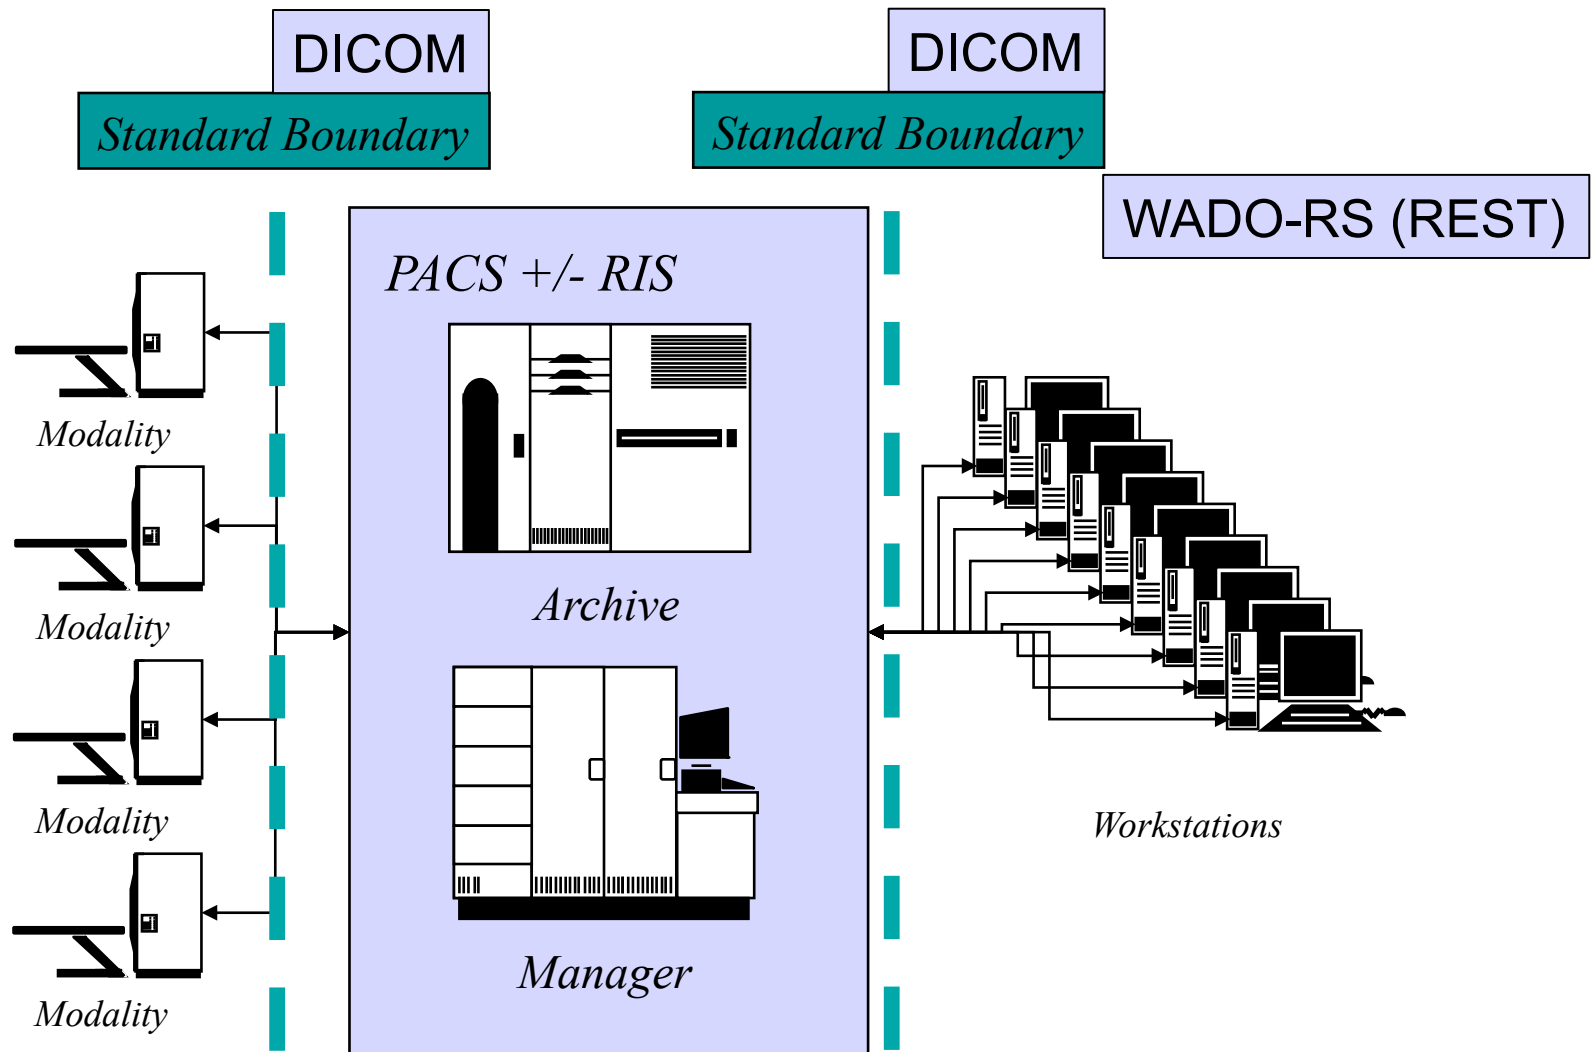 DICOM
Standard Boundary
DICOM
Standard Boundary
WADO-RS (REST)
PACS +/- RIS
Archive
Manager
Modality
Modality
Modality
Modality
Workstations